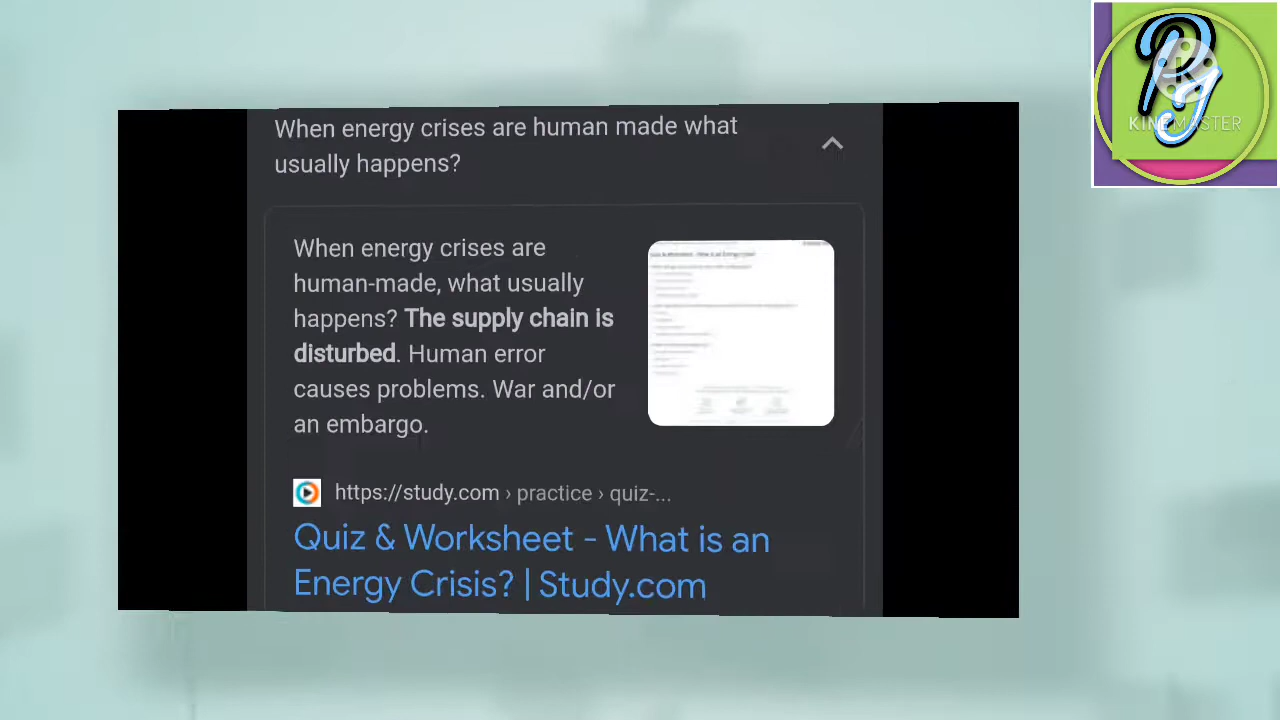 When energy crises are human made what
usually happens?
When energy crises are
human-made, what usually
happens? The supply chain is
disturbed. Human error
causes problems. War and/or
an embargo.
https://study.com › practice › quiz-...
Quiz & Worksheet - What is an
Energy Crisis? | Study.com
KINEMASTER